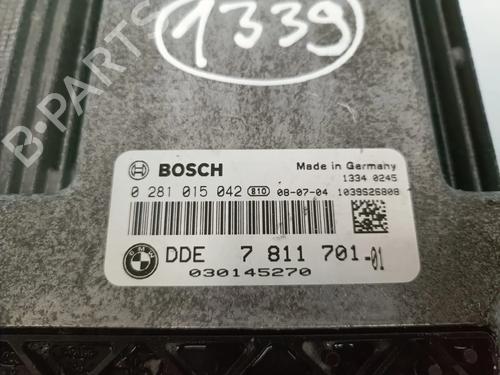 1339
B-PARTS
BOSCH
Made in Germany
1334 0245
0 281 015 042 810 08-07-04 1039S26808
BMW
DDE 7 811 701-01
030145270